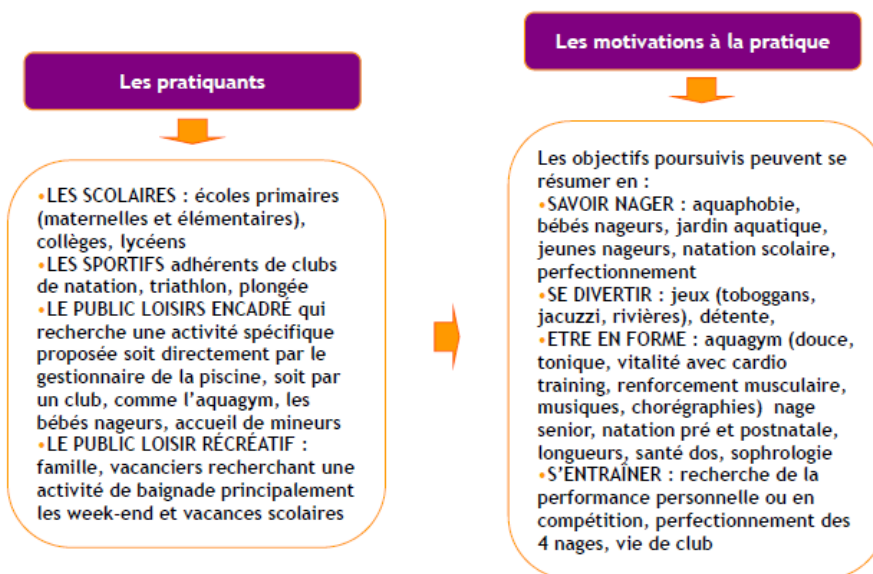 Les pratiquants
•LES SCOLAIRES : écoles primaires
(maternelles et élémentaires),
collèges, lycéens
•LES SPORTIFS adhérents de clubs
de natation, triathlon, plongée
•LE PUBLIC LOISIRS ENCADRÉ qui
recherche une activité spécifique
proposée soit directement par le
gestionnaire de la piscine, soit par
un club, comme l’aquagym, les
bébés nageurs, accueil de mineurs
•LE PUBLIC LOISIR RÉCRÉATIF :
famille, vacanciers recherchant une
activité de baignade principalement
les week-end et vacances scolaires
Les motivations à la pratique
Les objectifs poursuivis peuvent se
résumer en :
•SAVOIR NAGER : aquaphobie,
bébés nageurs, jardin aquatique,
jeunes nageurs, natation scolaire,
perfectionnement
•SE DIVERTIR : jeux (toboggans,
jacuzzi, rivières), détente,
•ETRE EN FORME : aquagym (douce,
tonique, vitalité avec cardio
training, renforcement musculaire,
musiques, chorégraphies) nage
senior, natation pré et postnatale,
longueurs, santé dos, sophrologie
•S’ENTRAÎNER : recherche de la
performance personnelle ou en
compétition, perfectionnement des
4 nages, vie de club